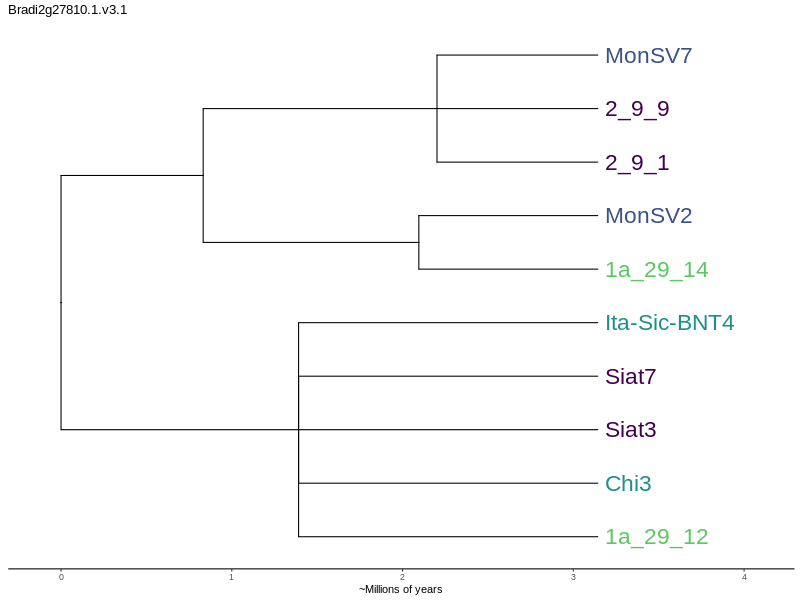 Bradi2g27810.1.v3.1
MonSV7
2_9_9
2_9_1
MonSV2
1a_29_14
Ita-Sic-BNT4
Siat7
Siat3
Chi3
1a_29_12
0 1 2 3 4
~Millions of years